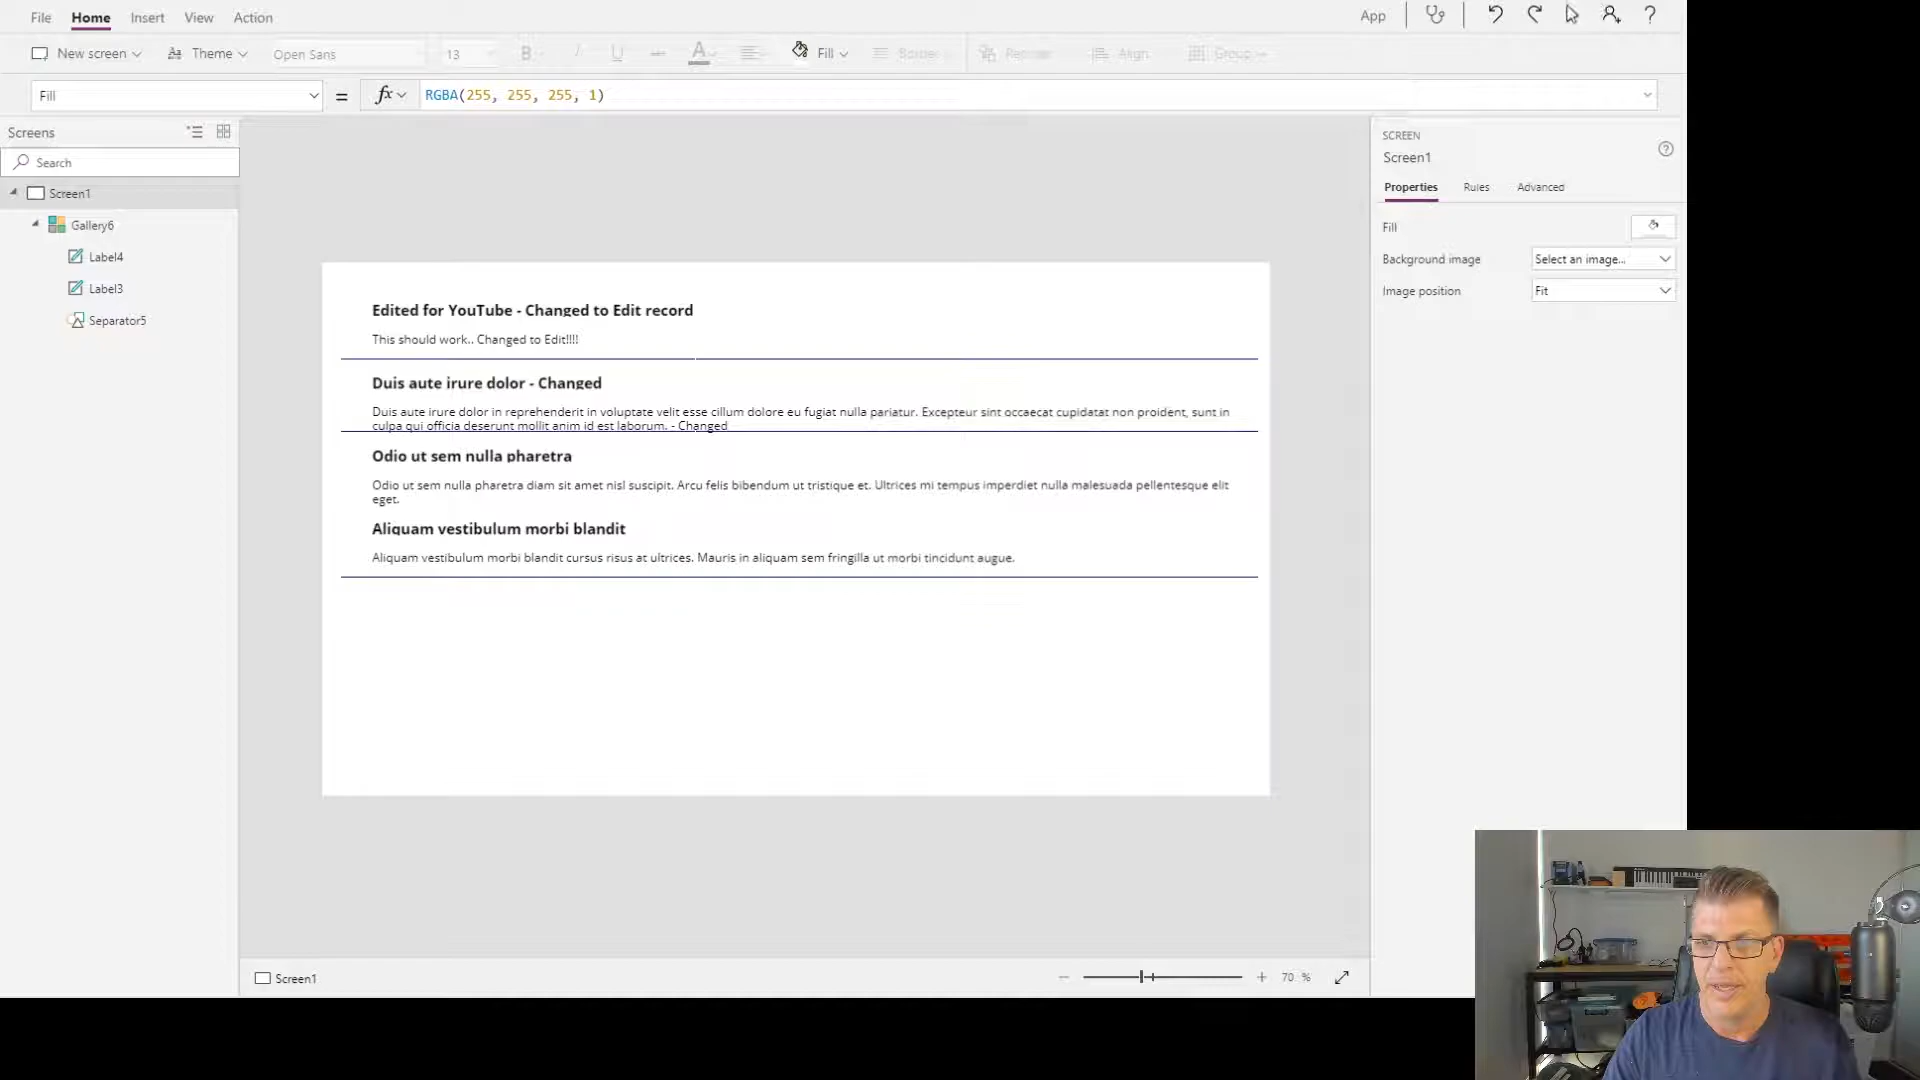 File Home Insert View Action App
New screen Theme Open Sans 13 B I U A Fill Border Reorder Align Group
Fill = fx RGBA(255, 255, 255, 1)
Screens
Search
Screen1
Gallery6
Label4
Label3
Separator5
Edited for YouTube - Changed to Edit record
This should work.. Changed to Edit!!!!
Duis aute irure dolor - Changed
Duis aute irure dolor in reprehenderit in voluptate velit esse cillum dolore eu fugiat nulla pariatur. Excepteur sint occaecat cupidatat non proident, sunt in
culpa qui officia deserunt mollit anim id est laborum. - Changed
Odio ut sem nulla pharetra
Odio ut sem nulla pharetra diam sit amet nisl suscipit. Arcu felis bibendum ut tristique et. Ultrices mi tempus imperdiet nulla malesuada pellentesque elit
eget.
Aliquam vestibulum morbi blandit
Aliquam vestibulum morbi blandit cursus risus at ultrices. Mauris in aliquam sem fringilla ut morbi tincidunt augue.
SCREEN
Screen1
Properties Rules Advanced
Fill
Background image Select an image...
Image position Fit
Screen1
70 %